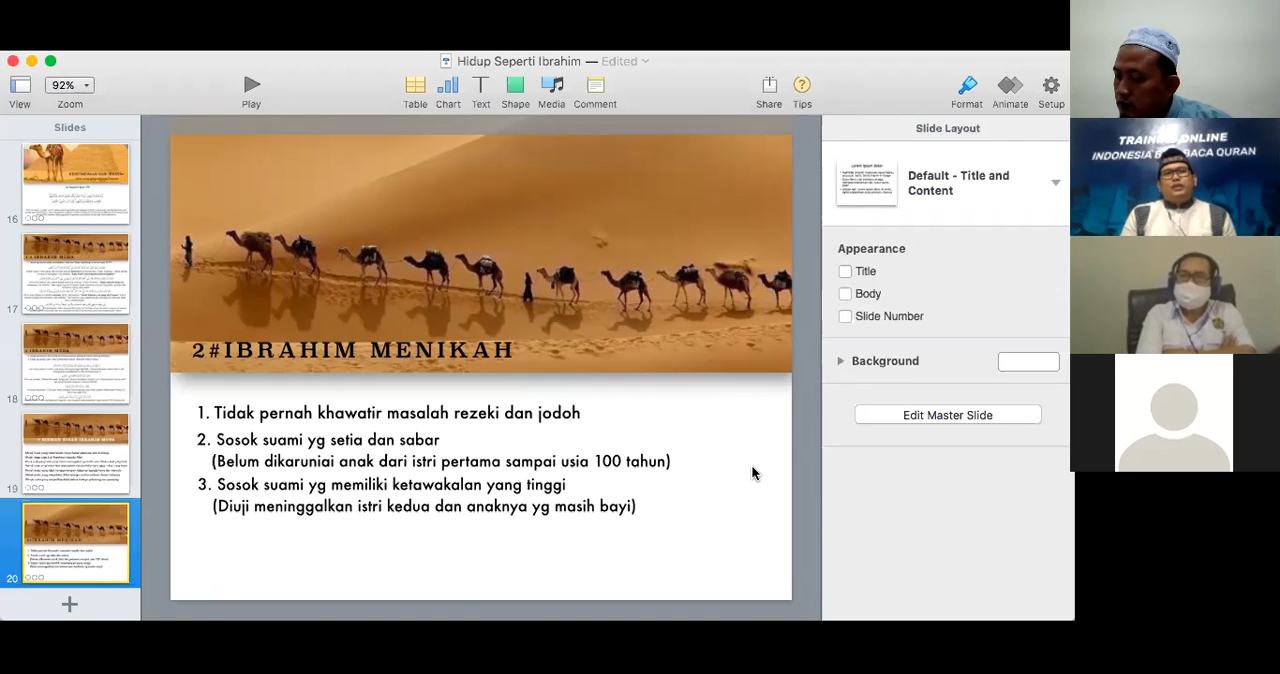 Hidup Seperti Ibrahim — Edited
92%
View
Zoom
Play
Table
Chart
Text
Shape
Media
Comment
Share
Tips
Format
Animate
Setup
Slides
16
17
18
19
20
2#IBRAHIM MENIKAH
1. Tidak pernah khawatir masalah rezeki dan jodoh
2. Sosok suami yg setia dan sabar
(Belum dikaruniai anak dari istri pertama sampai usia 100 tahun)
3. Sosok suami yg memiliki ketawakalan yang tinggi
(Diuji meninggalkan istri kedua dan anaknya yg masih bayi)
Slide Layout
Default - Title and
Content
Appearance
Title
Body
Slide Number
Background
Edit Master Slide
ONLINE
INDONESIA
BACA QURAN